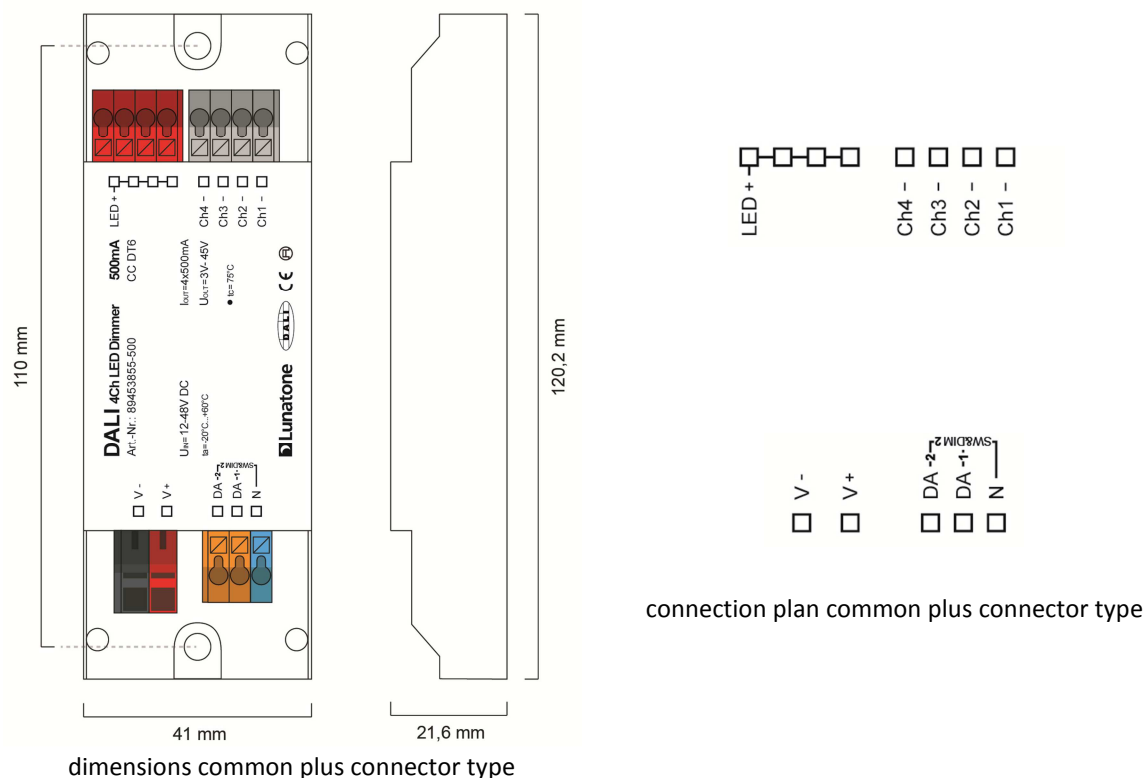 LED +
Ch4 -
Ch3 -
Ch2 -
Ch1 -
DALI 4Ch LED Dimmer 500mA
Art.-Nr.: 89453855-500 CC DT6
UIN=12-48V DC IOUT=4x500mA
ta=-20°C...+60°C UOUT=3V- 45V
● tc= 75°C
Lunatone DALI CE
V -
V +
DA -2-
DA -1-
N
SW&DIM 2
110 mm
41 mm
21,6 mm
120,2 mm
dimensions common plus connector type
LED +
Ch4 -
Ch3 -
Ch2 -
Ch1 -
V -
V +
DA -2-
DA -1-
N
SW&DIM 2
connection plan common plus connector type